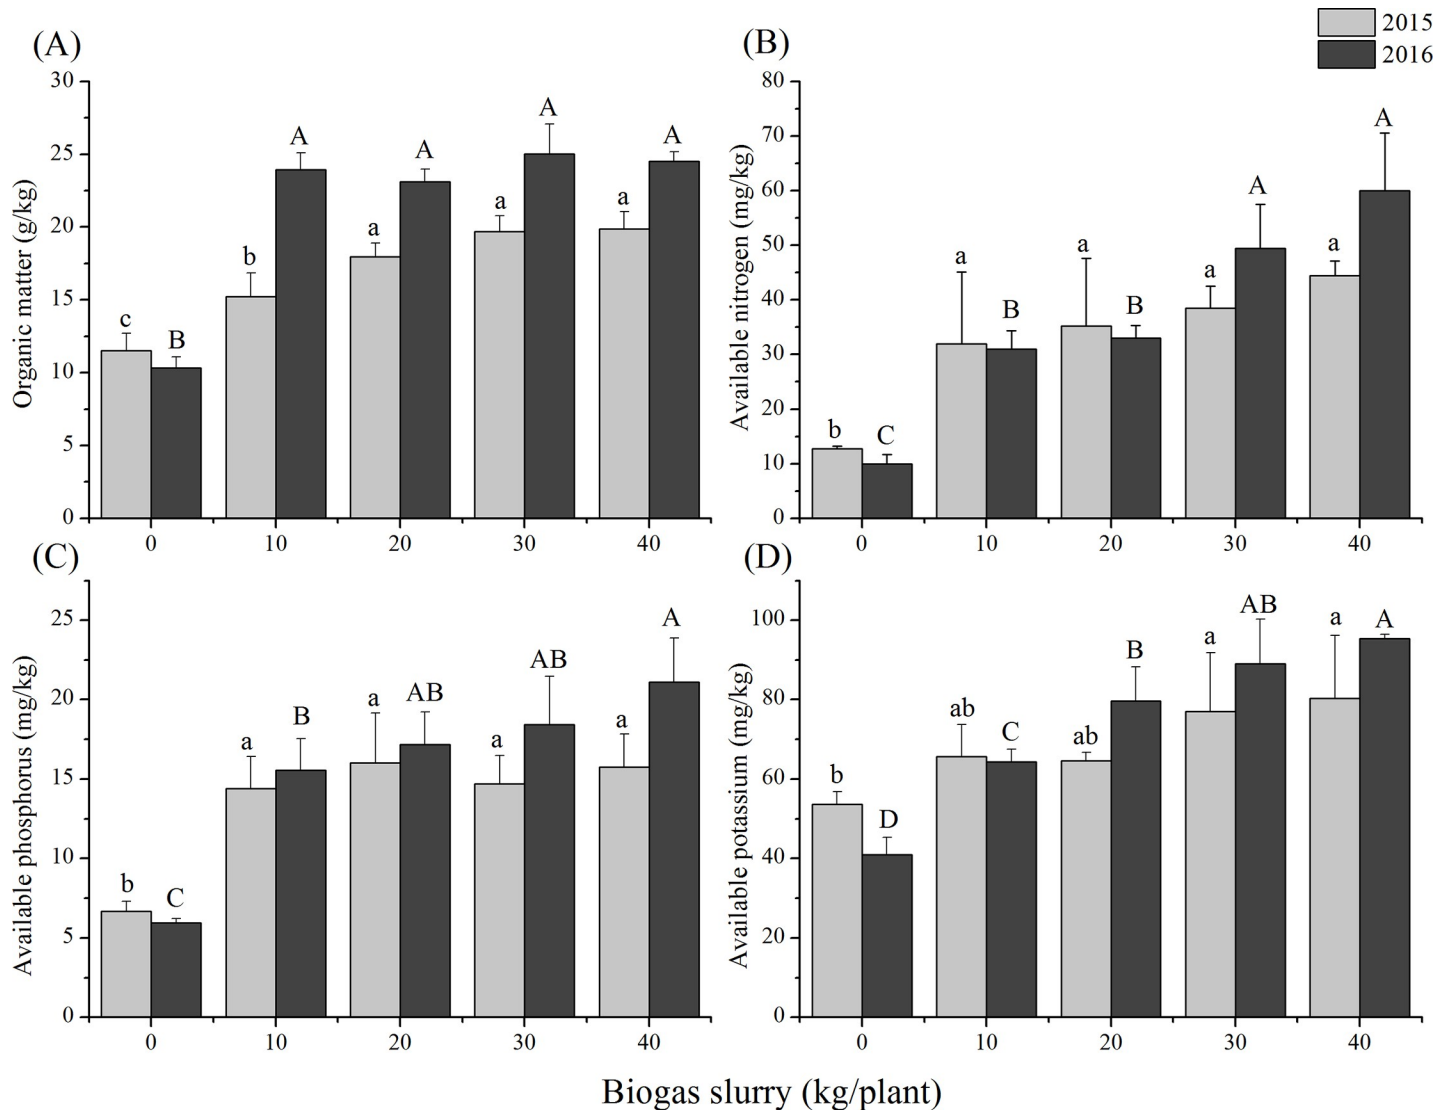 2015
2016
(A)
Organic matter (g/kg)
30
25
20
15
10
5
0
c
B
b
A
a
A
a
A
a
A
0
10
20
30
40
(B)
Available nitrogen (mg/kg)
80
70
60
50
40
30
20
10
0
b
C
a
B
a
B
a
A
a
A
0
10
20
30
40
(C)
Available phosphorus (mg/kg)
25
20
15
10
5
0
b
C
a
B
a
AB
a
AB
a
A
0
10
20
30
40
(D)
Available potassium (mg/kg)
100
80
60
40
20
0
b
D
ab
C
ab
B
a
AB
a
A
0
10
20
30
40
Biogas slurry (kg/plant)